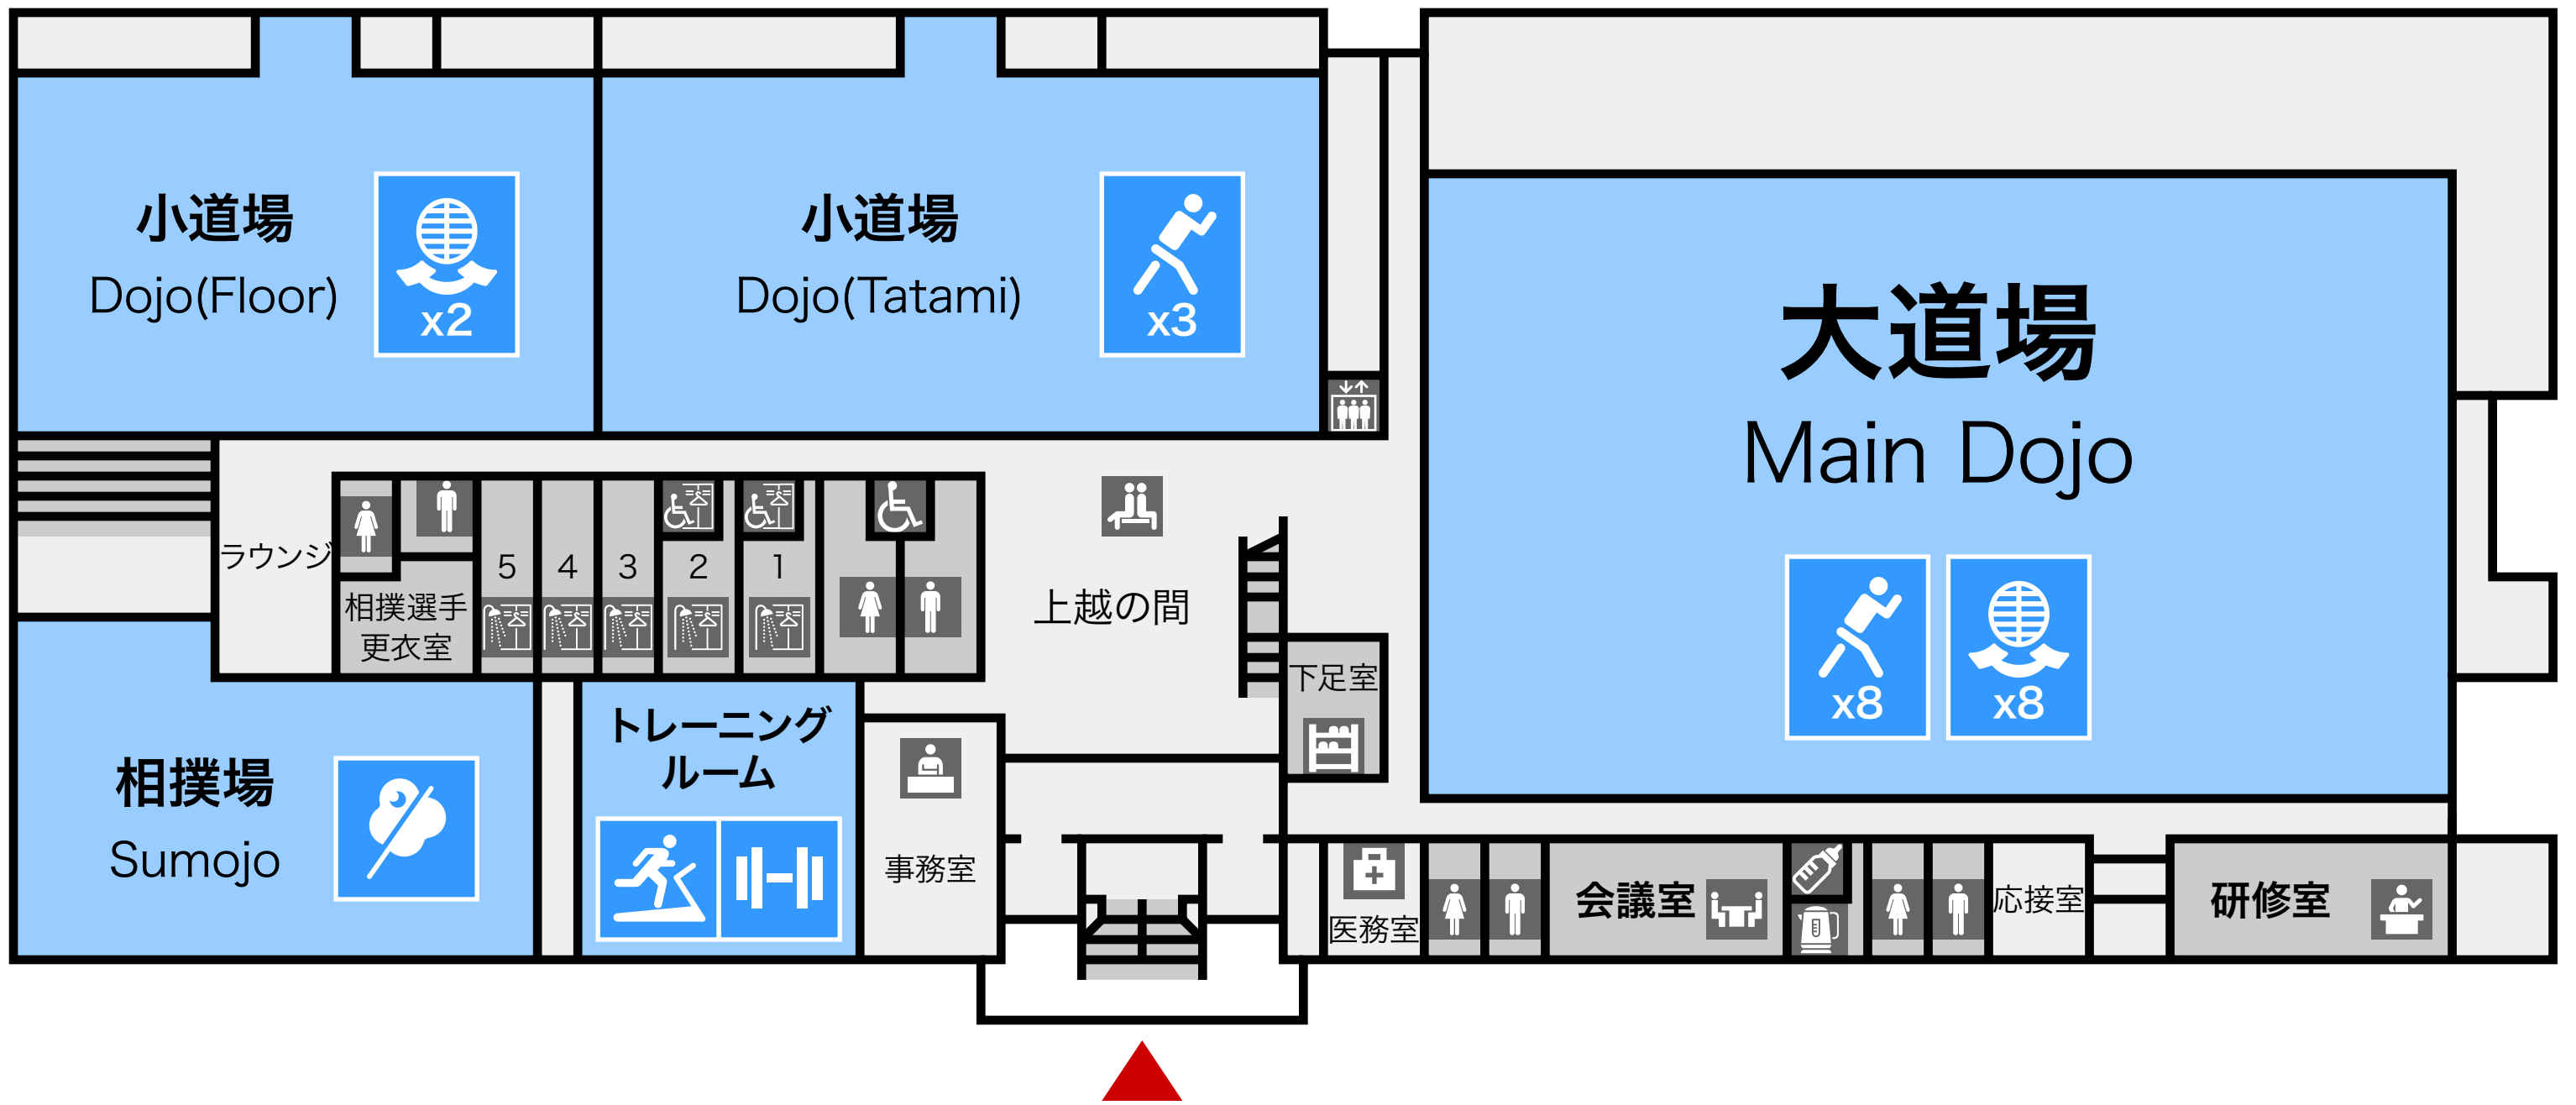 小道場
Dojo(Floor)
x2
小道場
Dojo(Tatami)
x3
大道場
Main Dojo
x8
x8
ラウンジ
相撲選手
更衣室
5
4
3
2
1
上越の間
下足室
相撲場
Sumojo
トレーニング
ルーム
事務室
医務室
会議室
応接室
研修室